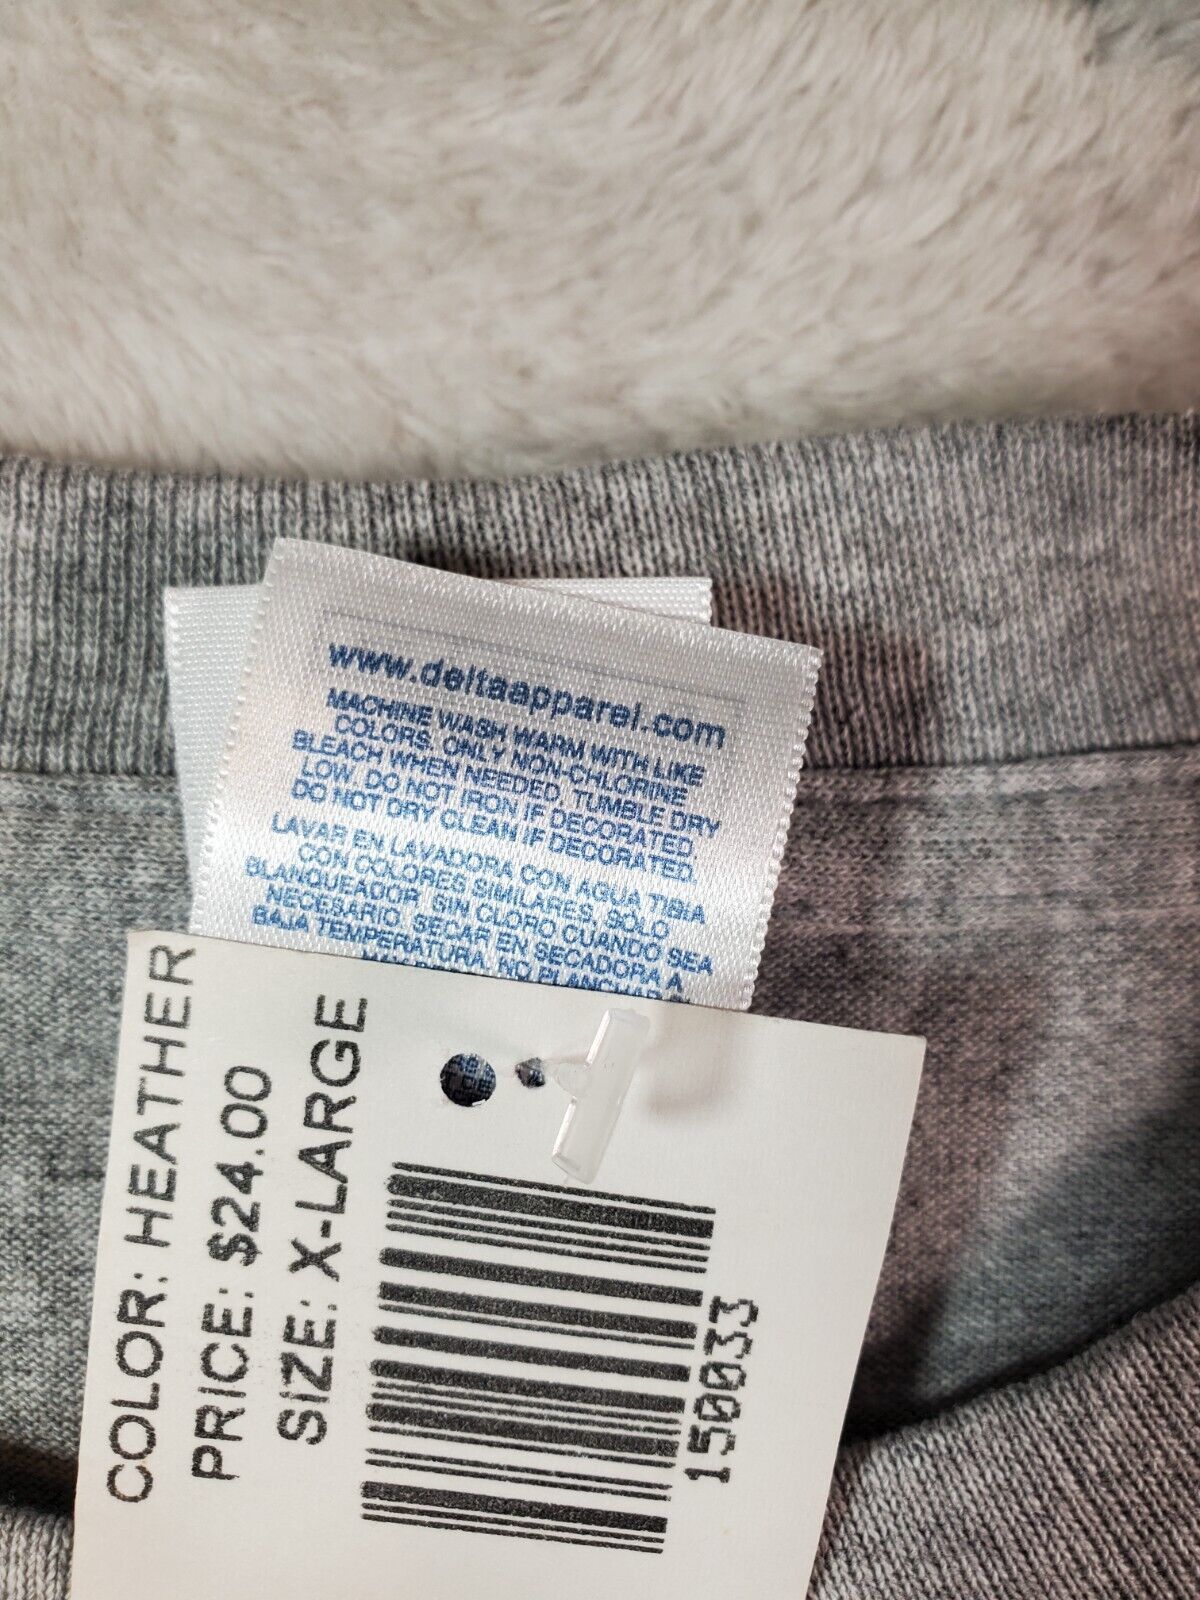 www.deltaapparel.com
MACHINE WASH WARM WITH LIKE
COLORS. ONLY NON-CHLORINE
BLEACH WHEN NEEDED, TUMBLE DRY
LOW. DO NOT IRON IF DECORATED.
DO NOT DRY CLEAN IF DECORATED.
LAVAR EN LAVADORA CON AGUA TIBIA
CON COLORES SIMILARES, SOLO
BLANQUEADOR SIN CLORO CUANDO SEA
NECESARIO. SECAR EN SECADORA A
BAJA TEMPERATURA. NO PLANCHAR
COLOR: HEATHER
PRICE: $24.00
SIZE: X-LARGE
150033